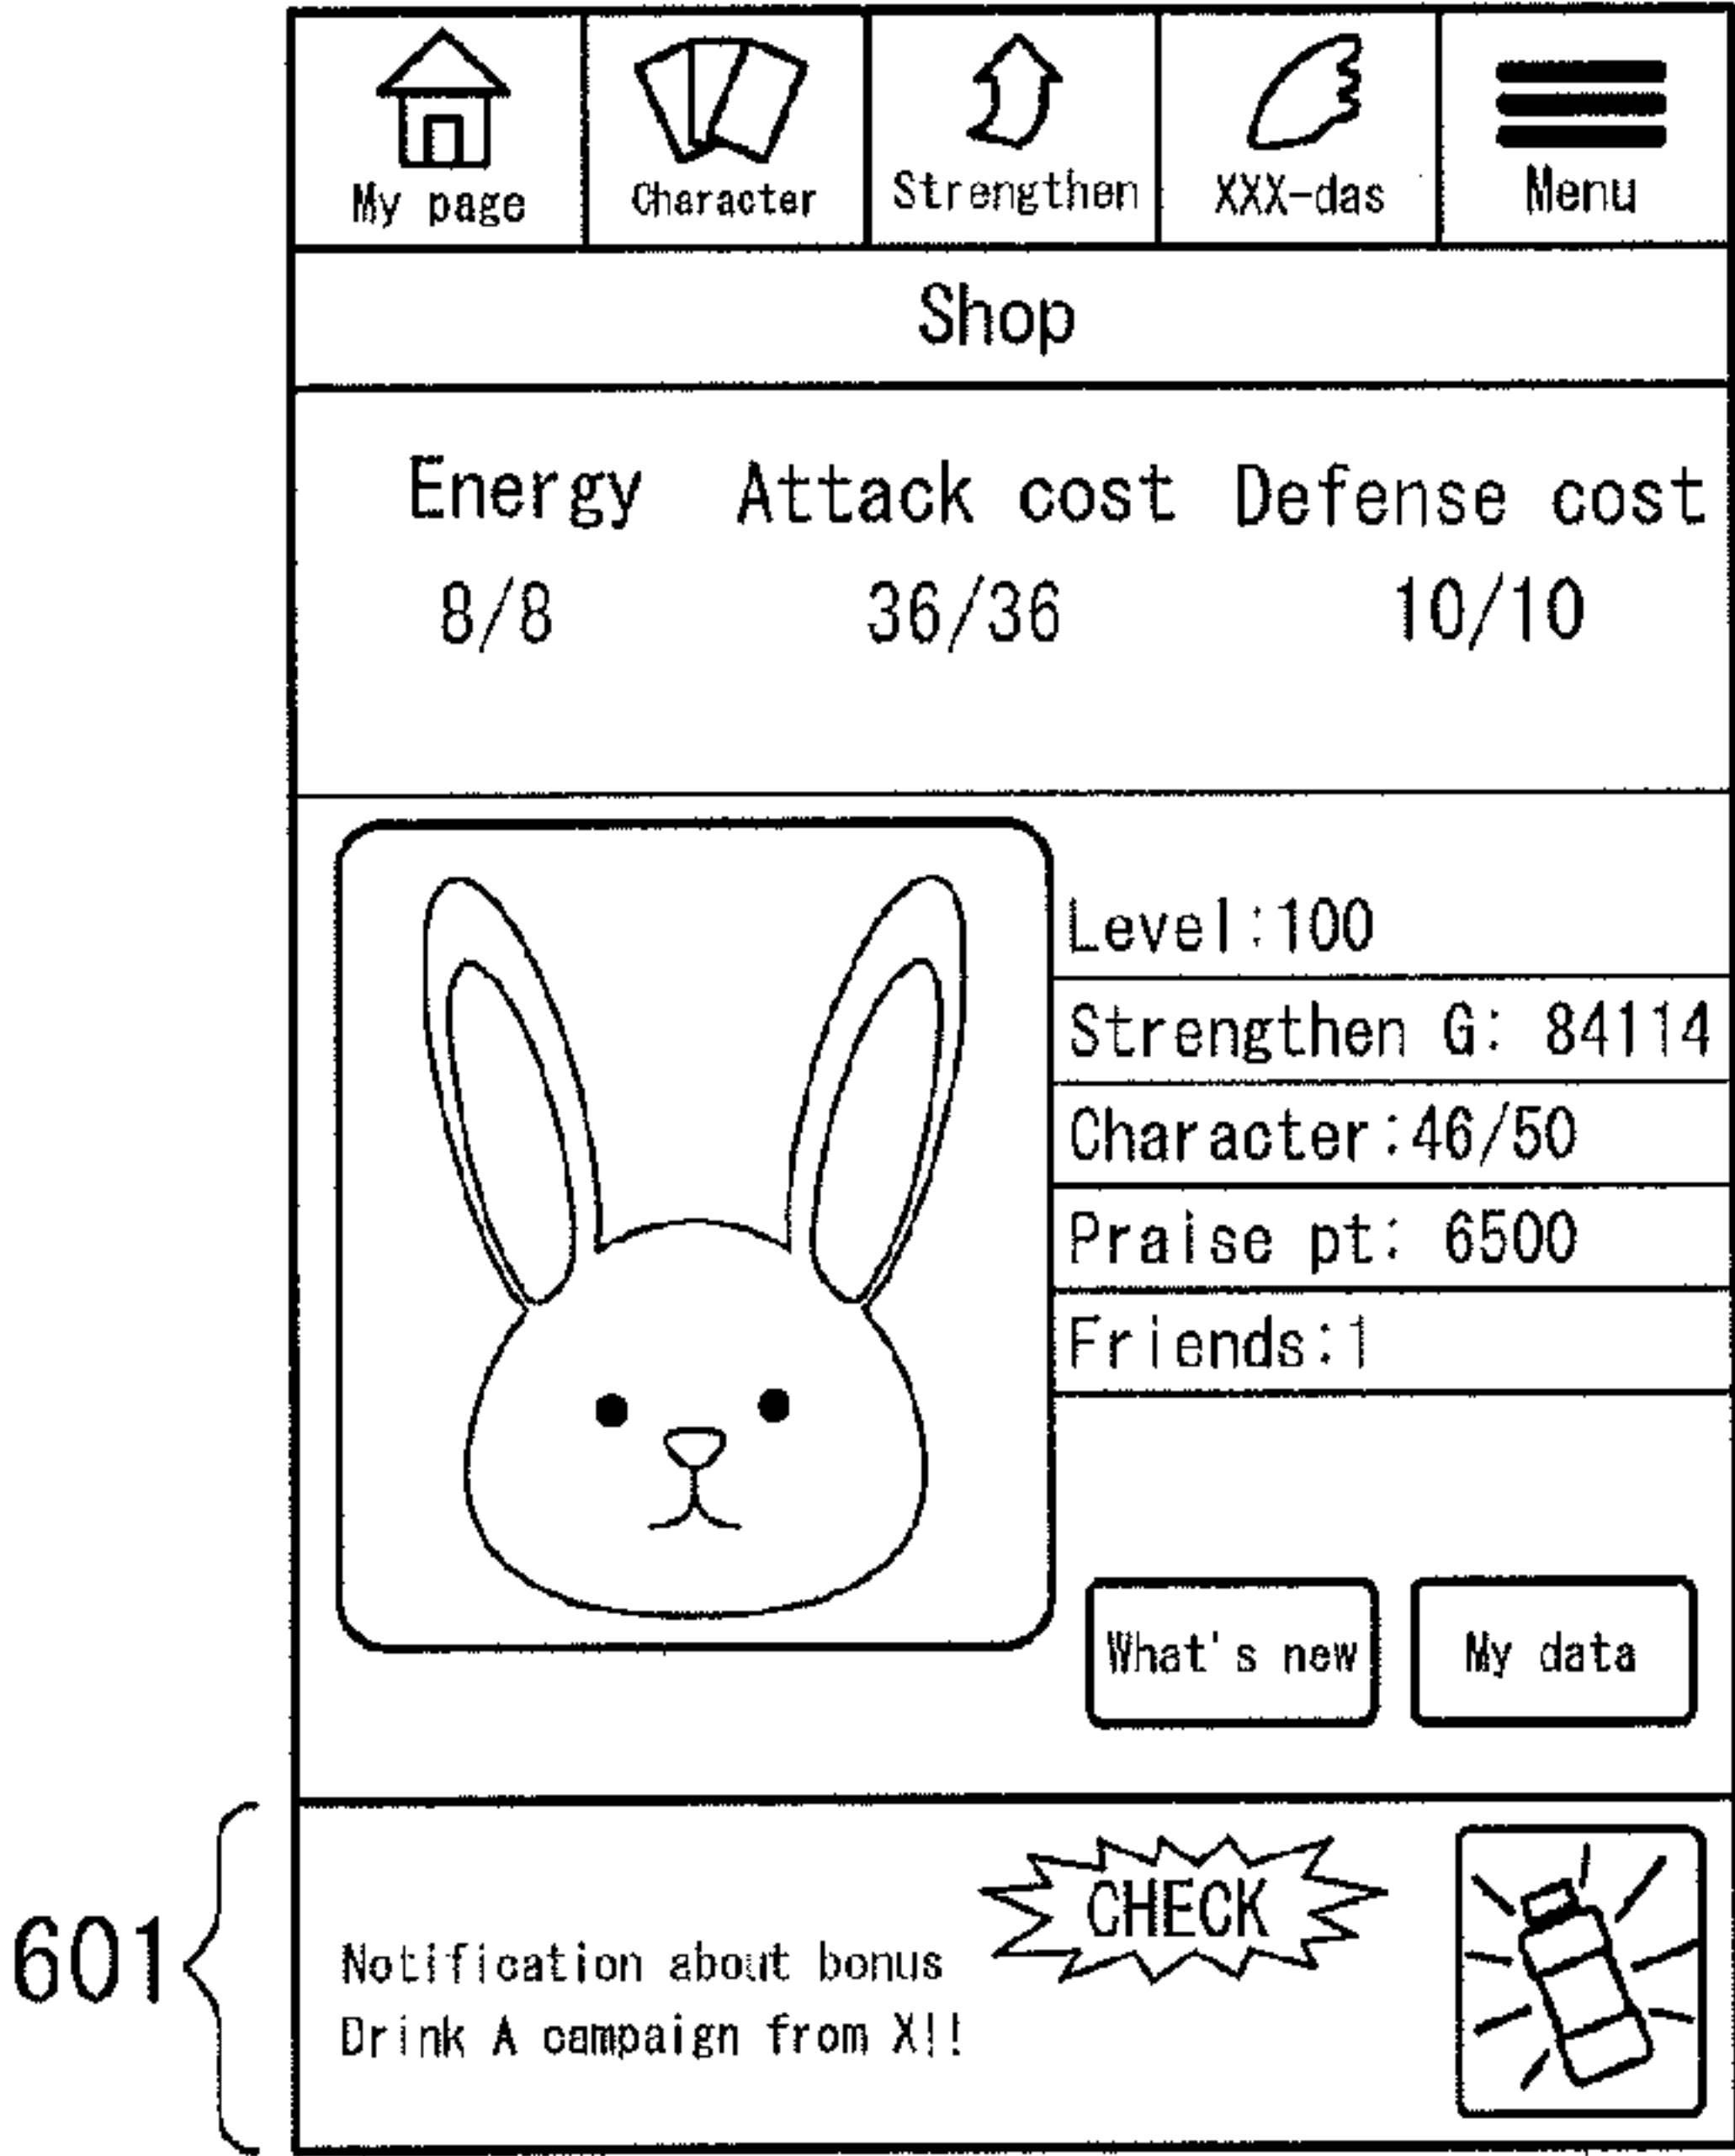 My page Character Strengthen XXX-das Menu
Shop
Energy Attack cost Defense cost
8/8 36/36 10/10
Level:100
Strengthen G: 84114
Character:46/50
Praise pt: 6500
Friends:1
What's new My data
601
CHECK
Notification about bonus
Drink A campaign from X!!